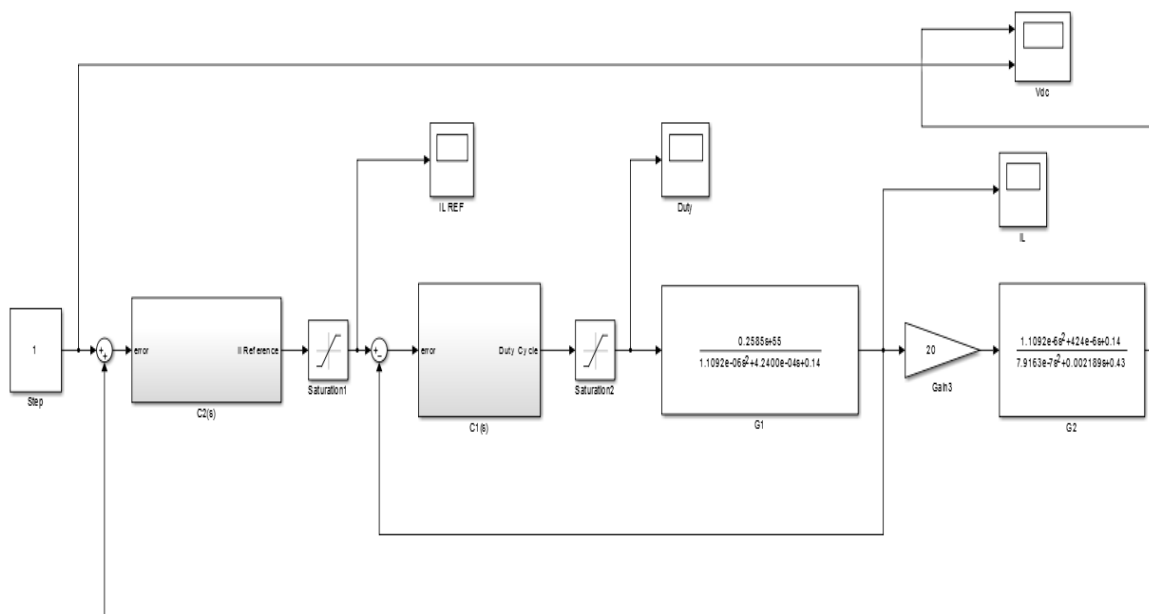 Vdc
IL REF
Duty
IL
1
Step
+
+
error
Il Reference
C2(s)
Saturation1
+
−
error
Duty Cycle
C1(s)
Saturation2
0.2585s+55
1.1092e-06s²+4.2400e-04s+0.14
G1
20
Gain3
1.1092e-6s²+424e-6s+0.14
7.9163e-7s²+0.002189s+0.43
G2